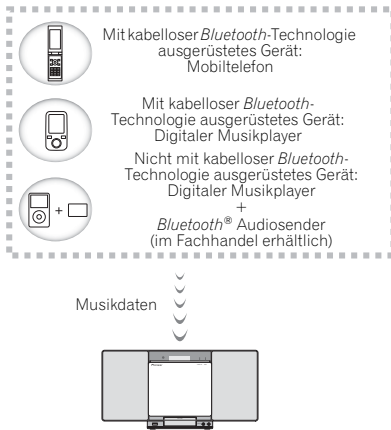 Mit kabelloser Bluetooth-Technologie
ausgerüstetes Gerät:
Mobiltelefon
Mit kabelloser Bluetooth-
Technologie ausgerüstetes Gerät:
Digitaler Musikplayer
Nicht mit kabelloser Bluetooth-
Technologie ausgerüstetes Gerät:
Digitaler Musikplayer
+
+
Bluetooth® Audiosender
(im Fachhandel erhältlich)
Musikdaten